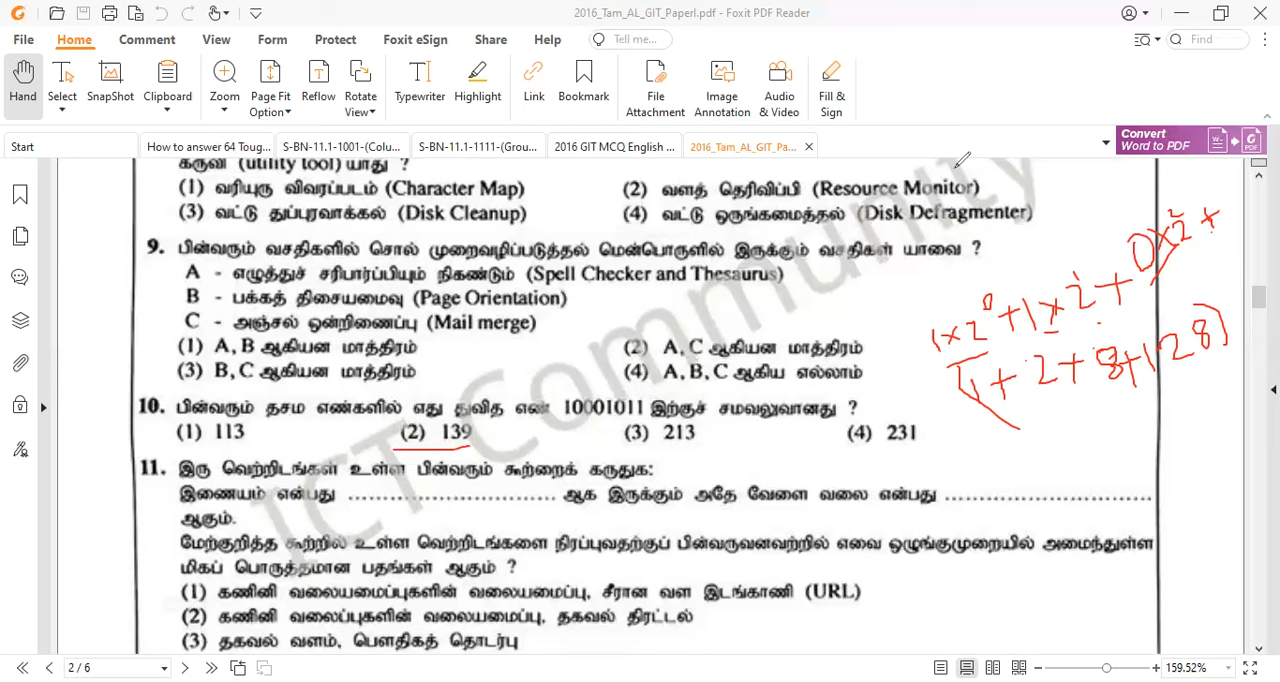 2016_Tam_AL_GIT_PaperI.pdf - Foxit PDF Reader
File Home Comment View Form Protect Foxit eSign Share Help Tell me... Find
Hand Select SnapShot Clipboard Zoom Page Fit Option Reflow Rotate View Typewriter Highlight Link Bookmark File Attachment Image Annotation Audio & Video Fill & Sign
Start How to answer 64 Toug... S-BN-11.1-1001-(Colu... S-BN-11.1-1111-(G... 2016 GIT MCQ English ... 2016_Tam_AL_GIT_Pa... Convert Word to PDF
கருவி (utility tool) யாது ?
(1) வரியுரு விவரப்படம் (Character Map) (2) வளத் தெரிவிப்பி (Resource Monitor)
(3) வட்டு துப்புரவாக்கல் (Disk Cleanup) (4) வட்டு ஒருங்கமைத்தல் (Disk Defragmenter)
9. பின்வரும் வசதிகளில் சொல் முறைவழிப்படுத்தல் மென்பொருளில் இருக்கும் வசதிகள் யாவை ?
A - எழுத்துச் சரிபார்ப்பியும் நிகண்டும் (Spell Checker and Thesaurus)
B - பக்கத் திசையமைவு (Page Orientation)
C - அஞ்சல் ஒன்றிணைப்பு (Mail merge)
(1) A, B ஆகியன மாத்திரம் (2) A, C ஆகியன மாத்திரம்
(3) B, C ஆகியன மாத்திரம் (4) A, B, C ஆகிய எல்லாம்
10. பின்வரும் தசம எண்களில் எது துவித எண் 10001011 இற்குச் சமவலுவானது ?
(1) 113 (2) 139 (3) 213 (4) 231
1×2⁰+1×2¹+0×2²+
1+2+8+128)
11. இரு வெற்றிடங்கள் உள்ள பின்வரும் கூற்றைக் கருதுக:
இணையம் என்பது .................................. ஆக இருக்கும் அதே வேளை வலை என்பது ..................................
ஆகும்.
மேற்குறித்த கூற்றில் உள்ள வெற்றிடங்களை நிரப்புவதற்குப் பின்வருவனவற்றில் எவை ஒழுங்குமுறையில் அமைந்துள்ள
மிகப் பொருத்தமான பதங்கள் ஆகும் ?
(1) கணினி வலையமைப்புகளின் வலையமைப்பு, சீரான வள இடங்காணி (URL)
(2) கணினி வலைப்புகளின் வலையமைப்பு, தகவல் திரட்டல்
(3) தகவல் வளம், பௌதிகத் தொடர்பு
ICT Community
2 / 6 159.52%